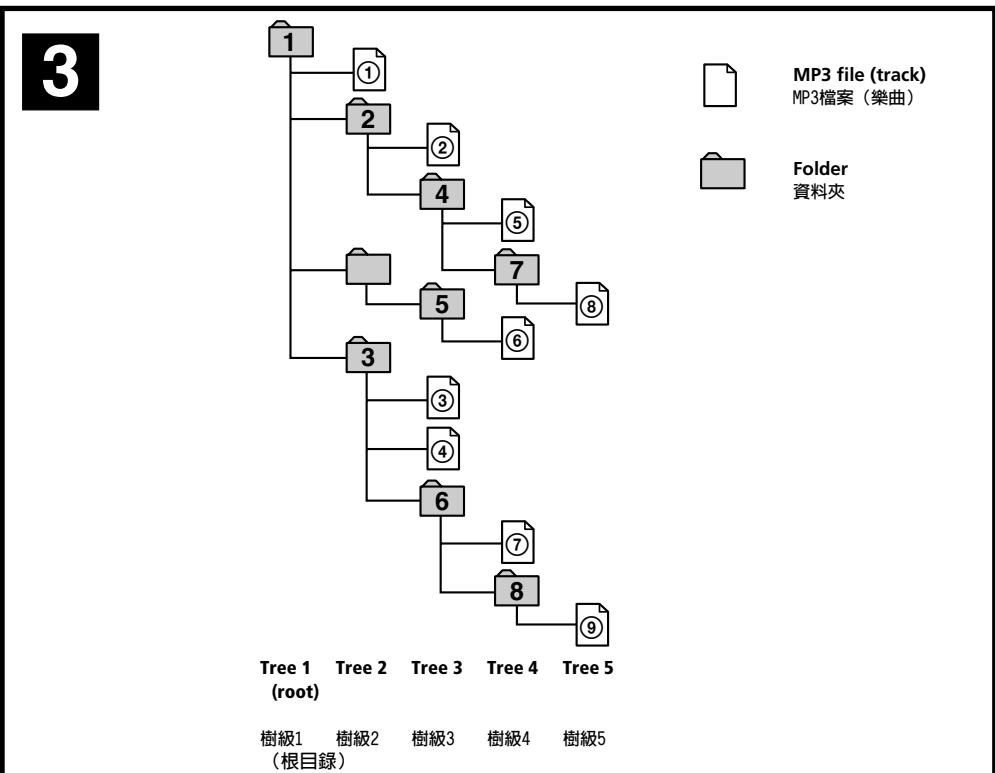 3
1
①
2
②
4
⑤
7
⑧
5
⑥
3
③
④
6
⑦
8
⑨
MP3 file (track)
MP3檔案（樂曲）
Folder
資料夾
Tree 1 Tree 2 Tree 3 Tree 4 Tree 5
(root)
樹級1 樹級2 樹級3 樹級4 樹級5
（根目錄）